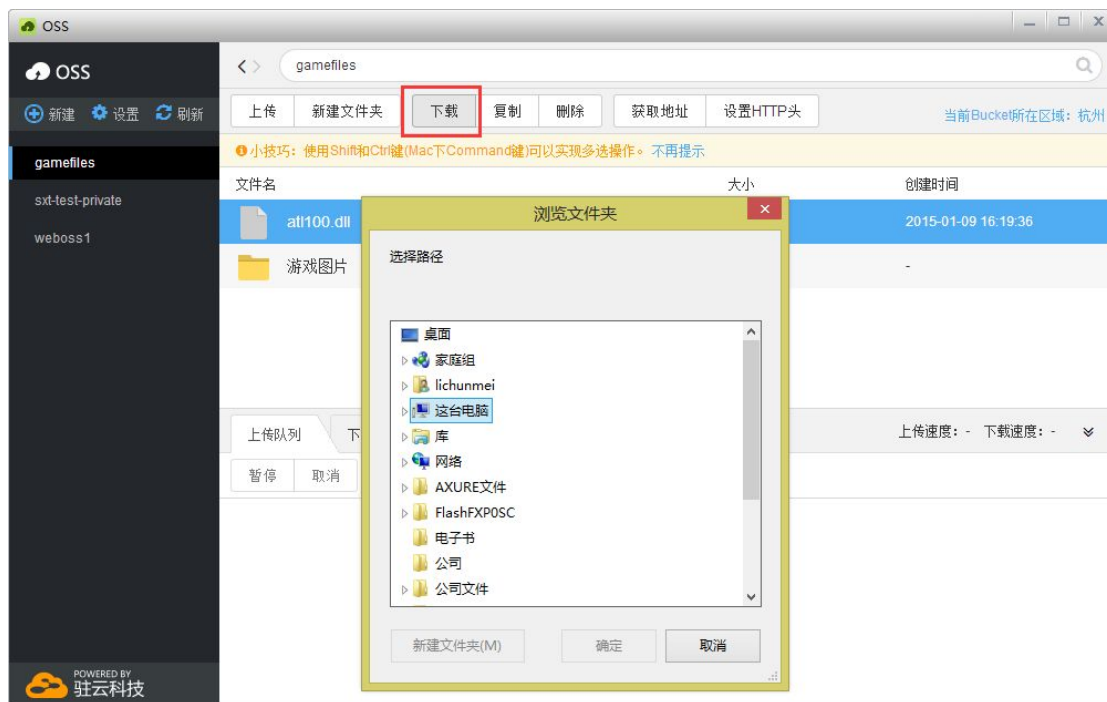 OSS
OSS
gamefiles
新建 设置 刷新
上传 新建文件夹 下载 复制 删除 获取地址 设置HTTP头
当前Bucket所在区域：杭州
小技巧：使用Shift和Ctrl键(Mac下Command键)可以实现多选操作。 不再提示
gamefiles
sxt-test-private
weboss1
文件名 大小 创建时间
atl100.dll 2015-01-09 16:19:36
游戏图片 -
浏览文件夹
选择路径
桌面
家庭组
lichunmei
这台电脑
库
网络
AXURE文件
FlashFXP0SC
电子书
公司
公司文件
新建文件夹(M) 确定 取消
上传队列 下
上传速度：- 下载速度：-
暂停 取消
POWERED BY
驻云科技